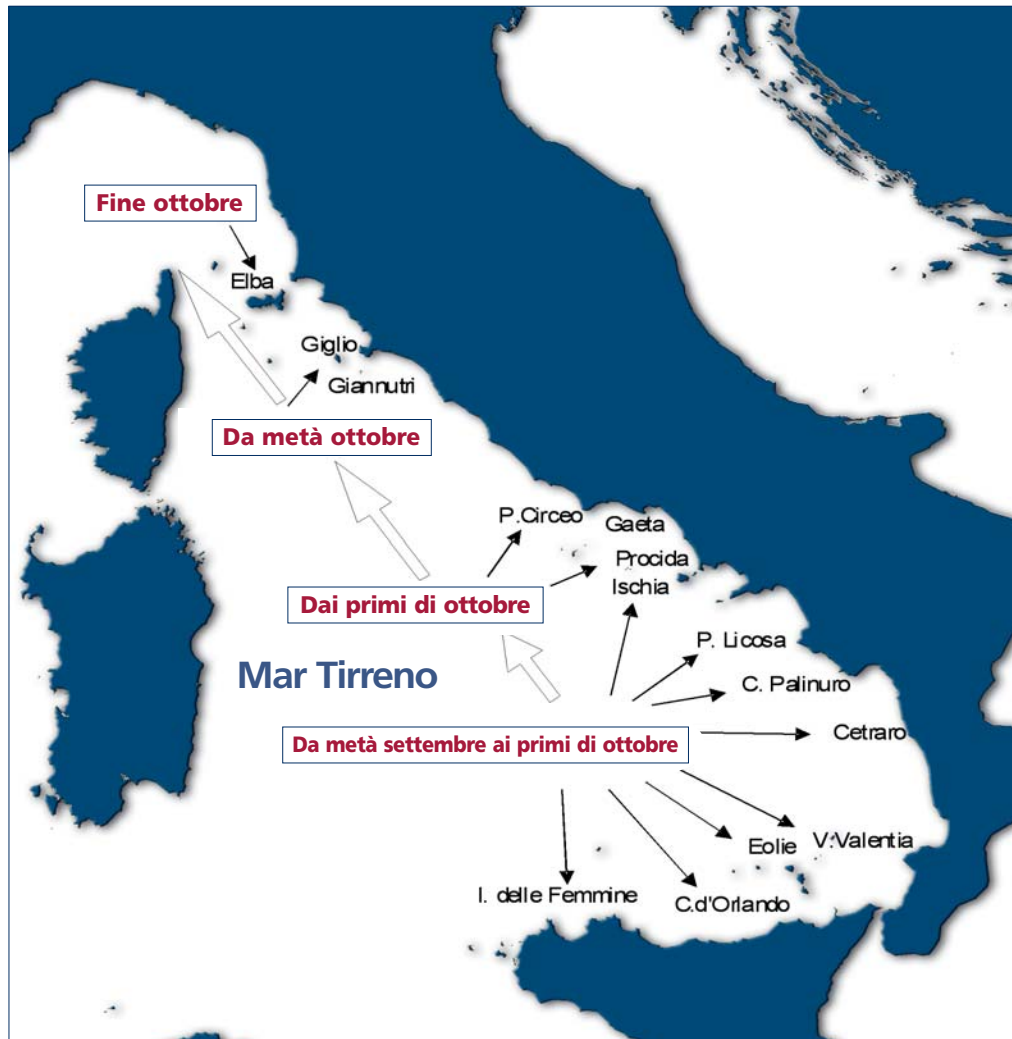 Fine ottobre
Elba
Giglio
Giannutri
Da metà ottobre
P.Circeo
Gaeta
Procida
Ischia
Dai primi di ottobre
P. Licosa
Mar Tirreno
C. Palinuro
Cetraro
Da metà settembre ai primi di ottobre
Eolie
V.Valentia
I. delle Femmine
C.d'Orlando